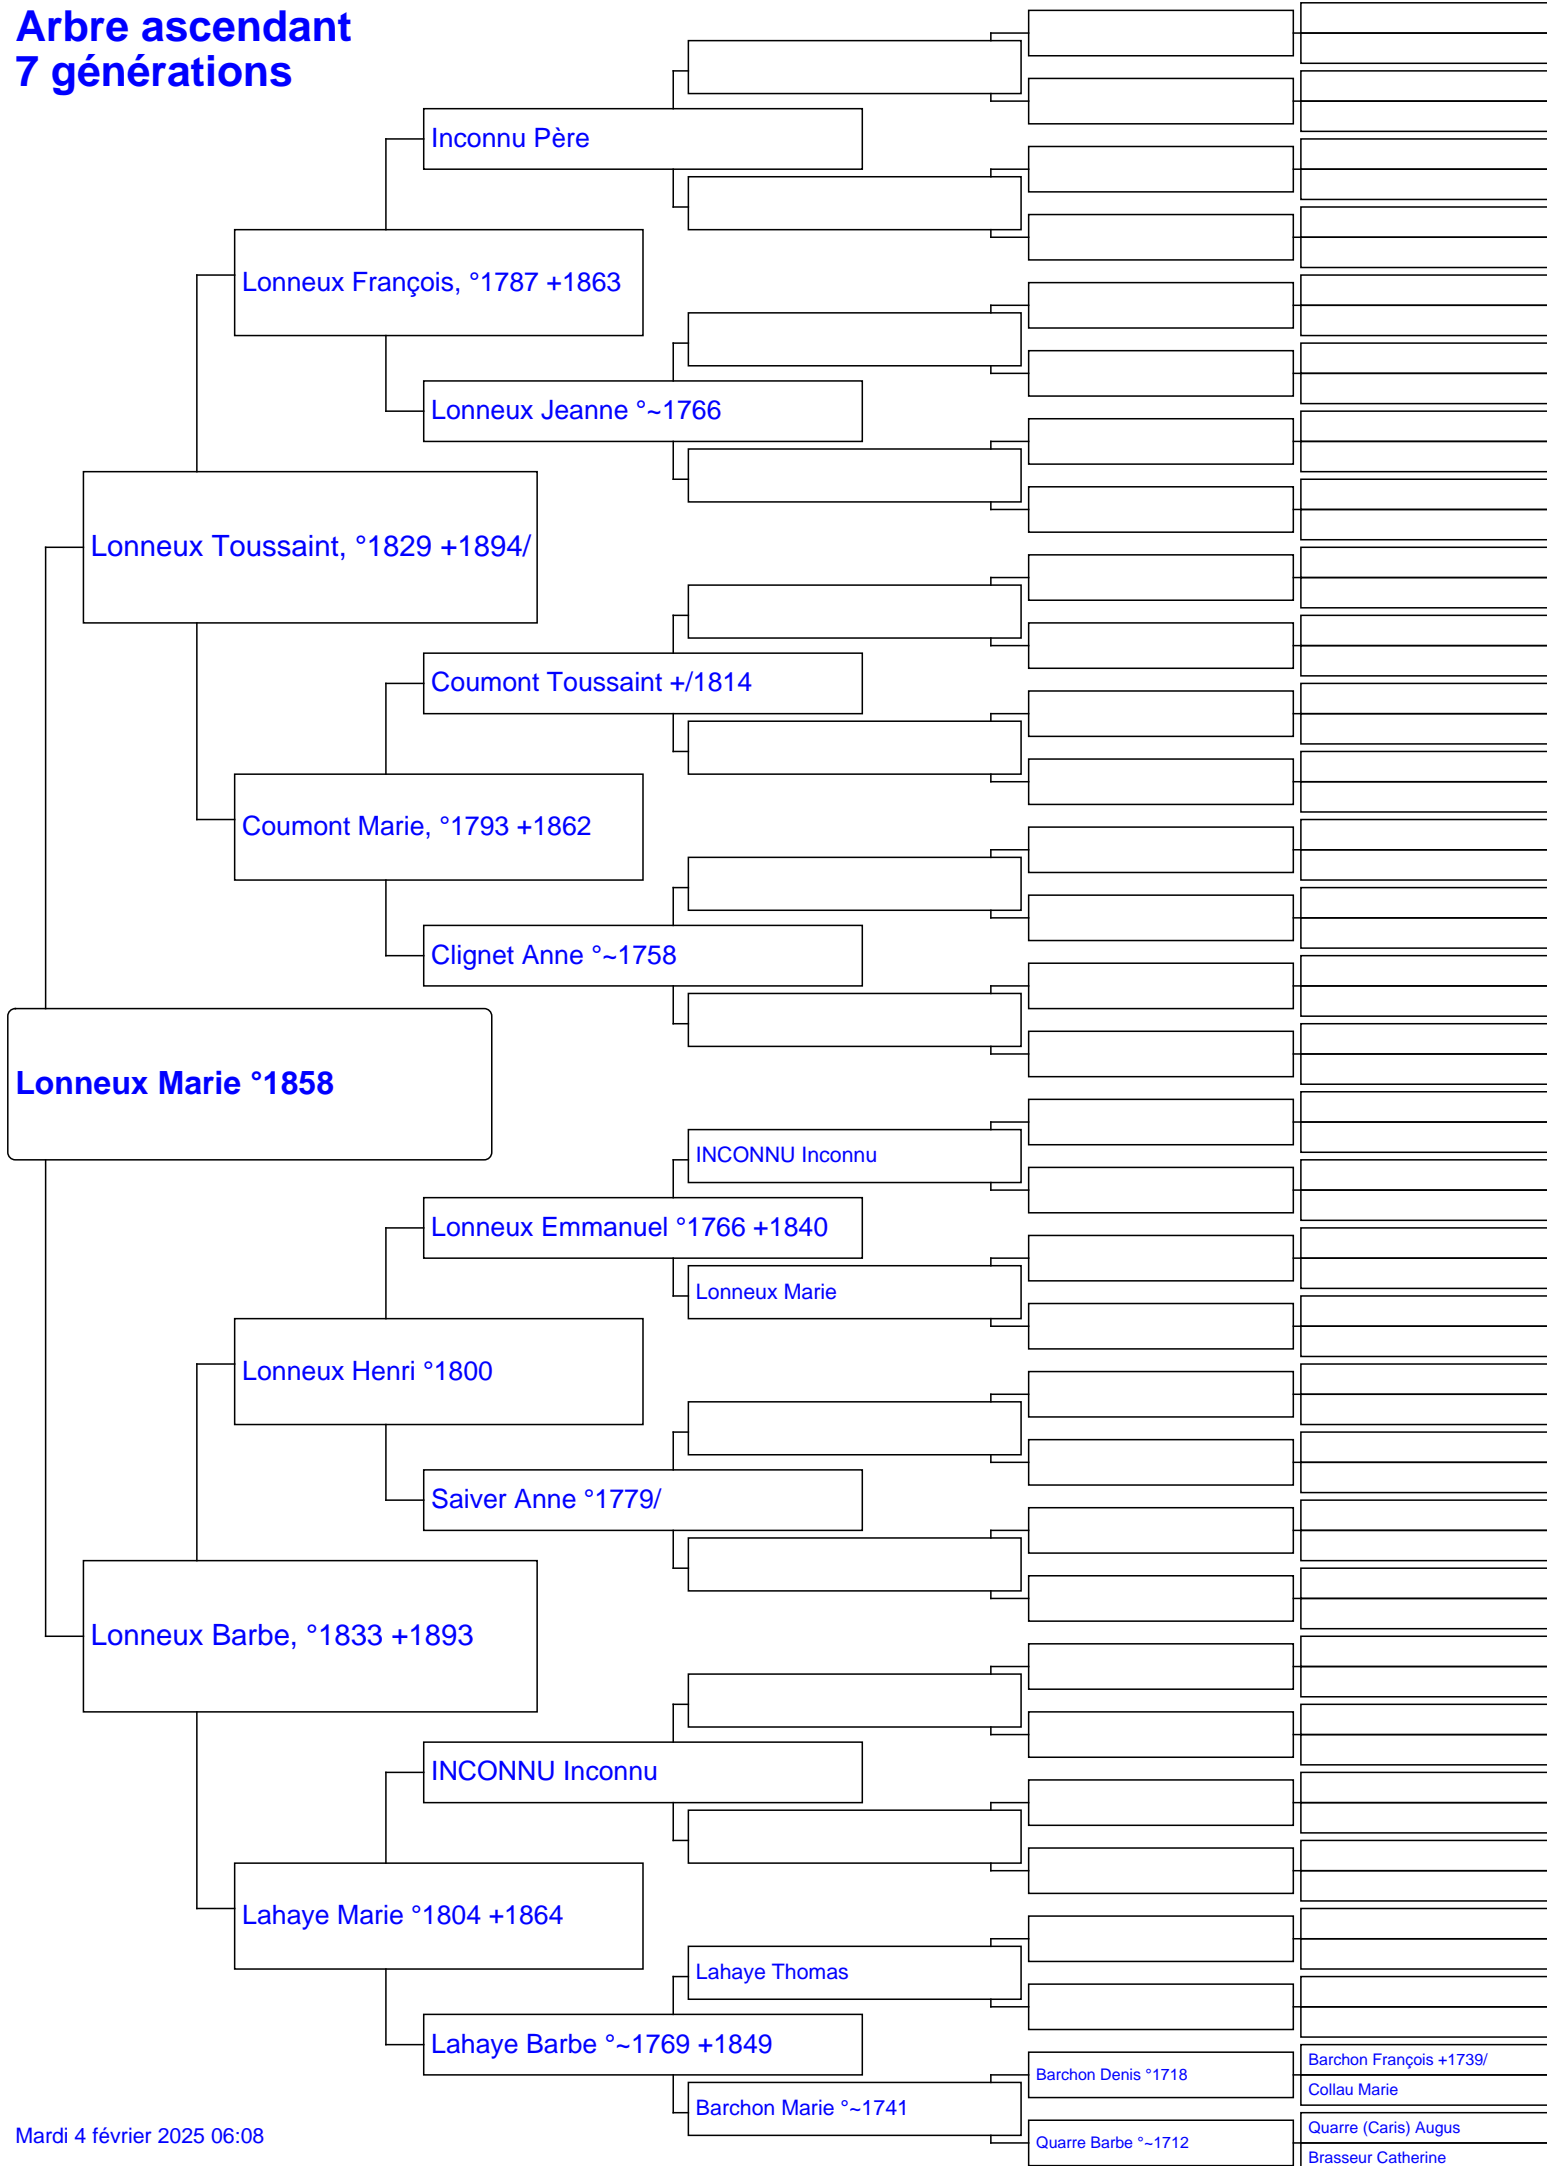 Arbre ascendant
7 générations
Inconnu Père
Lonneux François, °1787 +1863
Lonneux Jeanne °~1766
Lonneux Toussaint, °1829 +1894/
Coumont Toussaint +/1814
Coumont Marie, °1793 +1862
Clignet Anne °~1758
Lonneux Marie °1858
INCONNU Inconnu
Lonneux Emmanuel °1766 +1840
Lonneux Marie
Lonneux Henri °1800
Saiver Anne °1779/
Lonneux Barbe, °1833 +1893
INCONNU Inconnu
Lahaye Marie °1804 +1864
Lahaye Thomas
Lahaye Barbe °~1769 +1849
Barchon Marie °~1741
Barchon Denis °1718
Barchon François +1739/
Collau Marie
Quarre Barbe °~1712
Quarre (Caris) Augus
Brasseur Catherine
Mardi 4 février 2025 06:08